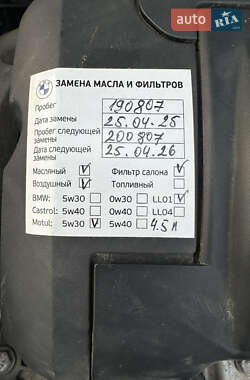 AUTO RIA
ЗАМЕНА МАСЛА И ФИЛЬТРОВ
Пробег 190807
Дата замены 25.04.25
Пробег следующей замены 200807
Дата следующей замены 25.04.26
Масляный V Фильтр салона V
Воздушный V Топливный
BMW: 5w30 0w30 LL01 V
Castrol: 5w40 0w40 LL04
Motul: 5w30 V 5w40 4.5 л